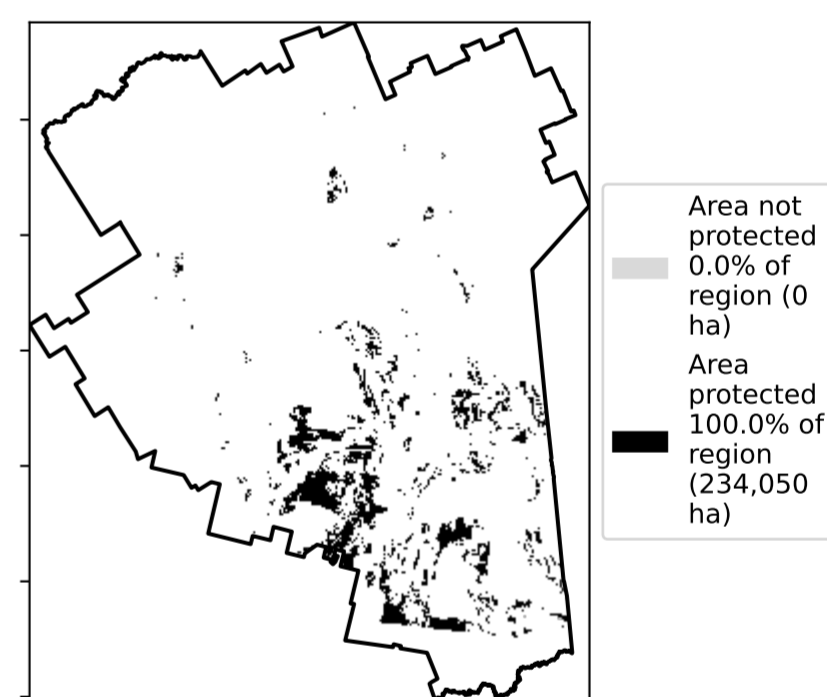 Area not
protected
0.0% of
region (0
ha)
Area
protected
100.0% of
region
(234,050
ha)